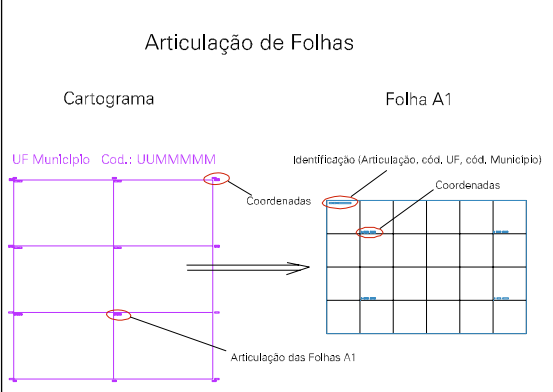 Articulação de Folhas
Cartograma
Folha A1
UF Município Cod.: UUMMMMM
Identificação (Articulação, cód. UF, cód. Município)
Coordenadas
Coordenadas
Articulação das Folhas A1